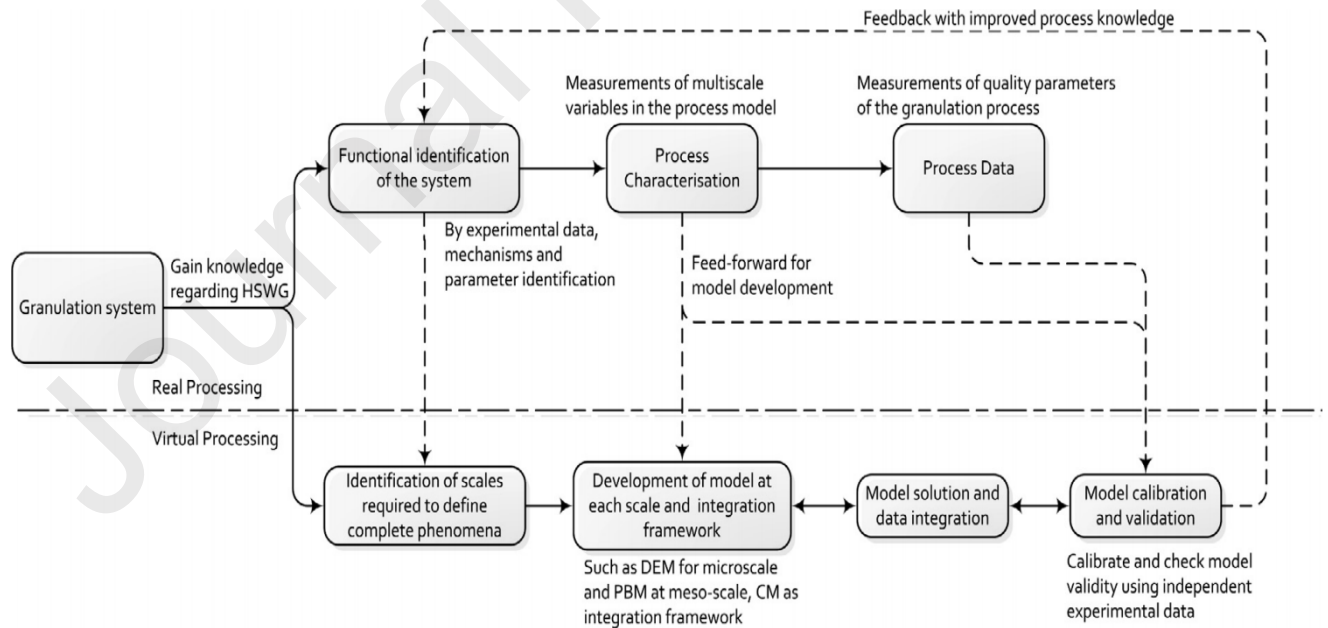 Feedback with improved process knowledge
Measurements of multiscale
variables in the process model
Measurements of quality parameters
of the granulation process
Functional identification
of the system
Process
Characterisation
Process Data
By experimental data,
mechanisms and
parameter identification
Feed-forward for
model development
Gain knowledge
regarding HSWG
Granulation system
Real Processing
Virtual Processing
Identification of scales
required to define
complete phenomena
Development of model at
each scale and integration
framework
Model solution and
data integration
Model calibration
and validation
Such as DEM for microscale
and PBM at meso-scale, CM as
integration framework
Calibrate and check model
validity using independent
experimental data
Journal